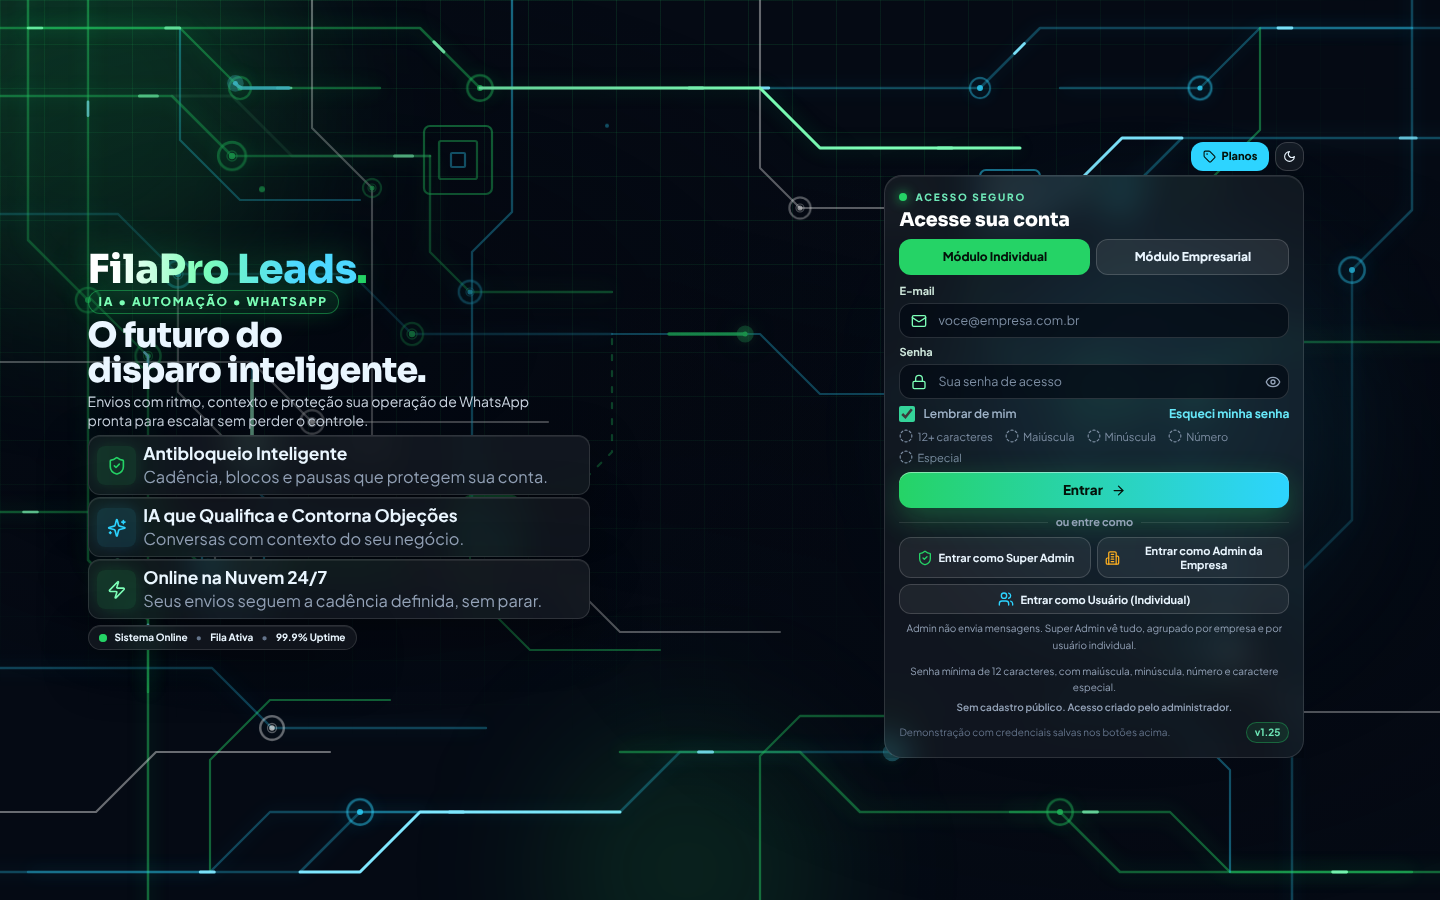 FilaPro Leads.
IA • AUTOMAÇÃO • WHATSAPP
O futuro do
disparo inteligente.
Envios com ritmo, contexto e proteção sua operação de WhatsApp
pronta para escalar sem perder o controle.
Antibloqueio Inteligente
Cadência, blocos e pausas que protegem sua conta.
IA que Qualifica e Contorna Objeções
Conversas com contexto do seu negócio.
Online na Nuvem 24/7
Seus envios seguem a cadência definida, sem parar.
Sistema Online • Fila Ativa • 99.9% Uptime
Planos
ACESSO SEGURO
Acesse sua conta
Módulo Individual Módulo Empresarial
E-mail
voce@empresa.com.br
Senha
Sua senha de acesso
Lembrar de mim Esqueci minha senha
12+ caracteres Maiúscula Minúscula Número
Especial
Entrar →
ou entre como
Entrar como Super Admin
Entrar como Admin da
Empresa
Entrar como Usuário (Individual)
Admin não envia mensagens. Super Admin vê tudo, agrupado por empresa e por
usuário individual.
Senha mínima de 12 caracteres, com maiúscula, minúscula, número e caractere
especial.
Sem cadastro público. Acesso criado pelo administrador.
Demonstração com credenciais salvas nos botões acima. v1.25